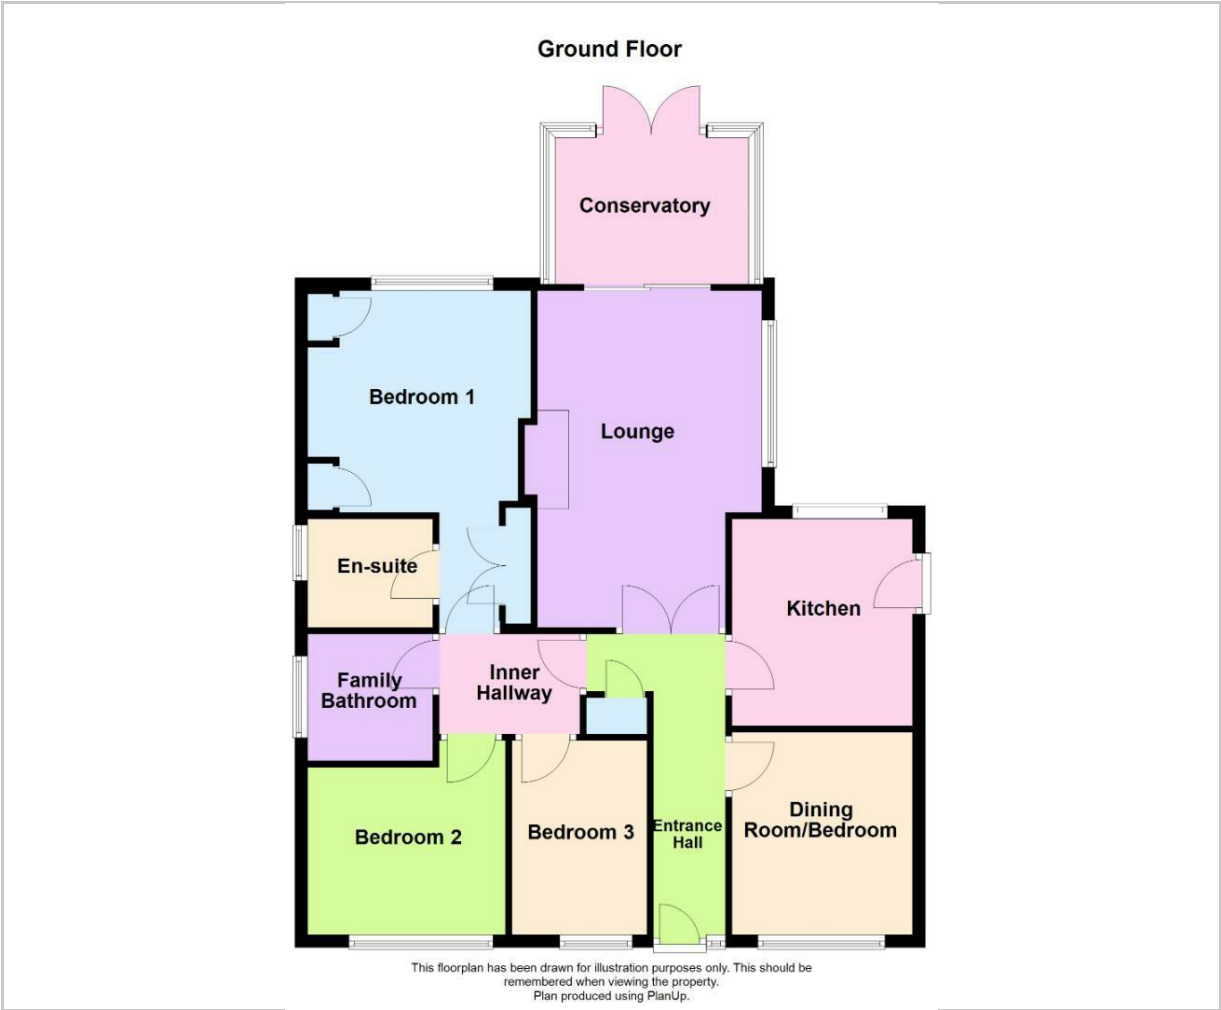 Ground Floor
Conservatory
Bedroom 1
Lounge
En-suite
Kitchen
Family
Bathroom
Inner
Hallway
Bedroom 2
Bedroom 3
Entrance
Hall
Dining
Room/Bedroom
This floorplan has been drawn for illustration purposes only. This should be
remembered when viewing the property.
Plan produced using PlanUp.